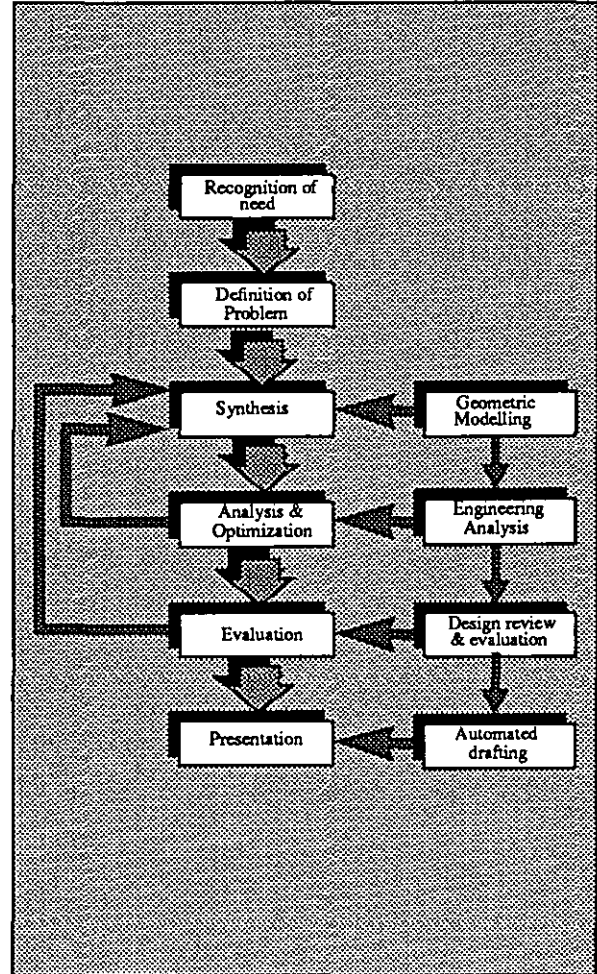 Recognition of
need
Definition of
Problem
Synthesis
Geometric
Modelling
Analysis &
Optimization
Engineering
Analysis
Evaluation
Design review
& evaluation
Presentation
Automated
drafting